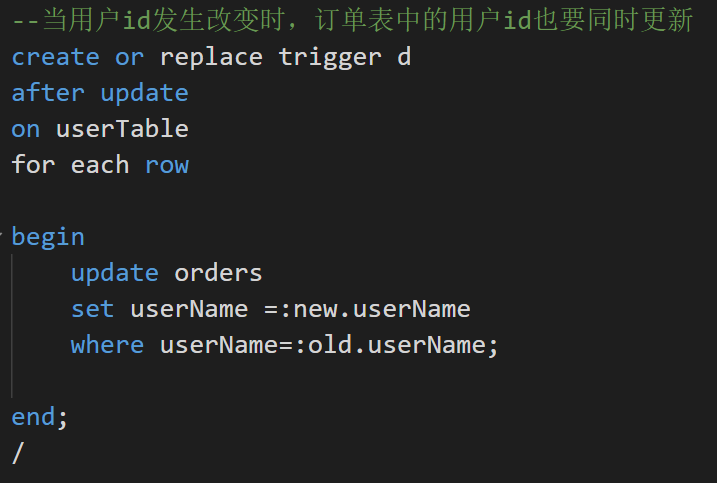 --当用户id发生改变时，订单表中的用户id也要同时更新
create or replace trigger d
after update
on userTable
for each row
begin
update orders
set userName =:new.userName
where userName=:old.userName;
end;
/